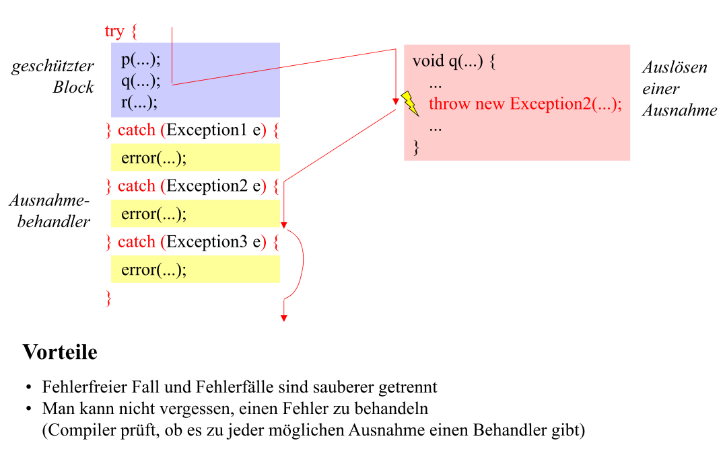 try {
geschützter
Block
p(...);
q(...);
r(...);
} catch (Exception1 e) {
error(...);
} catch (Exception2 e) {
Ausnahme-
behandler
error(...);
} catch (Exception3 e) {
error(...);
}
void q(...) {
...
throw new Exception2(...);
...
}
Auslösen
einer
Ausnahme
Vorteile
• Fehlerfreier Fall und Fehlerfälle sind sauberer getrennt
• Man kann nicht vergessen, einen Fehler zu behandeln
(Compiler prüft, ob es zu jeder möglichen Ausnahme einen Behandler gibt)